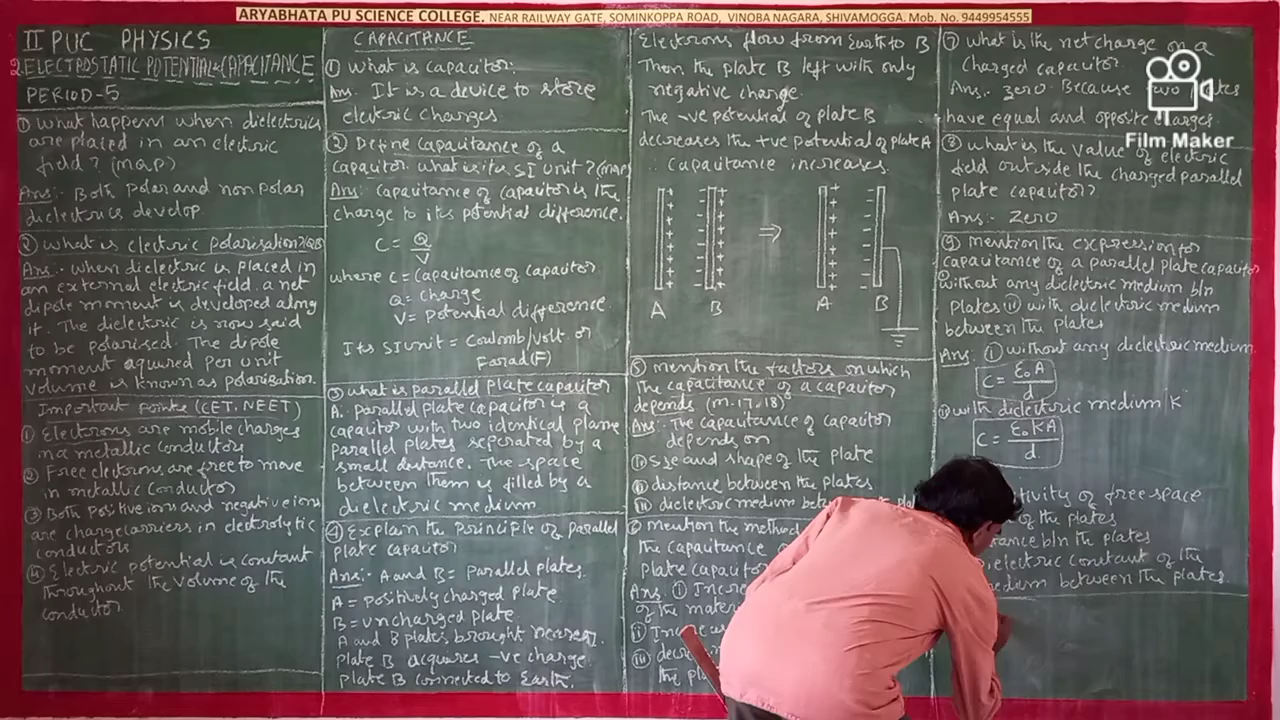 ARYABHATA PU SCIENCE COLLEGE. NEAR RAILWAY GATE, SOMINKOPPA ROAD, VINOBA NAGARA, SHIVAMOGGA. Mob. No. 9449954555
II PUC PHYSICS
2. ELECTROSTATIC POTENTIAL & CAPACITANCE
PERIOD-5
① What happens when dielectrics
are placed in an electric
field? (MQP)
Ans:- Both Polar and non polar
dielectrics develop.
② What is electric polarisation? (QB)
Ans:- When dielectric is placed in
an external electric field. a net
dipole moment is developed along
it. The dielectric is now said
to be polarised. The dipole
moment aquired per unit
volume is known as polarisation.
Important points (CET, NEET)
① Electrons are mobile charges
in a metallic conductors
② Free electrons are free to move
in metallic conductor
③ Both positive ions and negative ions
are charge carriers in electrolytic
conductors
④ Electric potential is constant
throughout the volume of the
conductor
CAPACITANCE
① What is capacitor:
Ans. It is a device to store
electric charges
② Define capacitance of a
capacitor what is its SI unit? (MQP)
Ans:- capacitance of capacitor is the
charge to its potential difference.
C = Q/V
where C = capacitance of capacitor
Q = charge
V = Potential difference
Its SI Unit = Coulomb/volt or
Farad (F)
③ What is parallel plate capacitor
A. Parallel plate capacitor is a
capacitor with two identical plane
parallel plates seperated by a
small distance. The space
between them is filled by a
dielectric medium
④ Explain the principle of parallel
plate capacitor
Ans:- A and B = Parallel plates.
A = Positively charged plate
B = uncharged plate
A and B plates brought nearer.
plate B acquires -ve charge.
plate B connected to Earth.
Electrons flow from Earth to B
Then the plate B left with only
negative charge.
The -ve potential of plate B
decreases the +ve potential of plate A
∴ capacitance increases.
A B ⇒ A B
⑤ mention the factors on which
the capacitance of a capacitor
depends (M-17, 18)
Ans:- The capacitance of capacitor
depends on
i) size and shape of the plate
ii) distance between the plates
iii) dielectric medium
⑥ mention the method
the capacitance
plate capacitor
Ans. ①
of the
ii)
iii)
the
⑦ What is the net charge on a
charged capacitor.
Ans:- Zero. Because two
have equal and opposite charges.
⑧ what is the value of electric
field outside the charged parallel
plate capacitor?
Ans:- Zero
⑨ mention the expression for
capacitance of a parallel plate capacitor
without any dielectric medium b/n
plates ii) with dielectric medium
between the plates
Ans: ① without any dielectric medium.
C = ε₀A/d
ii) with dielectric medium 'K'
C = ε₀KA/d
of free space
of the plates
b/n the plates
constant of the
between the plates
Film Maker